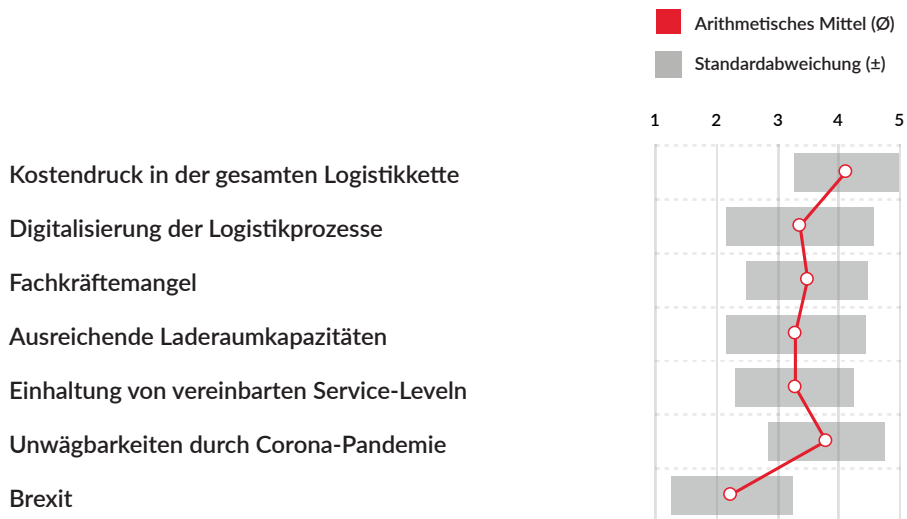 Arithmetisches Mittel (Ø)
Standardabweichung (±)
1 2 3 4 5
Kostendruck in der gesamten Logistikkette
Digitalisierung der Logistikprozesse
Fachkräftemangel
Ausreichende Laderaumkapazitäten
Einhaltung von vereinbarten Service-Leveln
Unwägbarkeiten durch Corona-Pandemie
Brexit